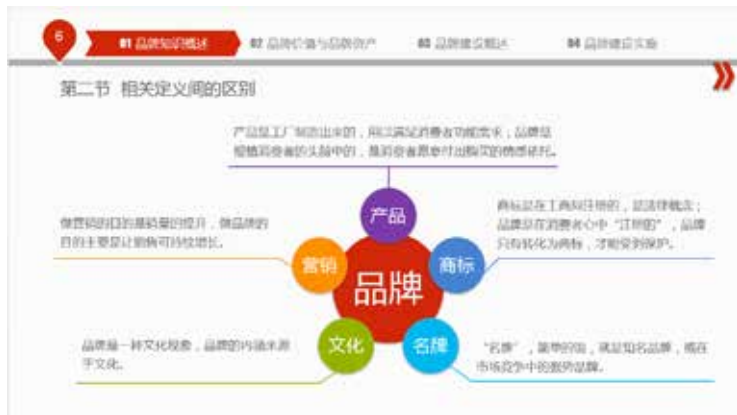 6
01 品牌知识概述
02 品牌价值与品牌资产
03 品牌建设概述
04 品牌建设实施
第二节 相关定义间的区别
产品是工厂制造出来的，用以满足消费者功能需求；品牌是
根植消费者的头脑中的，是消费者愿意付出购买的情感依托。
产品
商标是在工商局注册的，是法律概念；
品牌是在消费者心中“注册的”，品牌
只有转化为商标，才能受到保护。
商标
做营销的目的是销量的提升，做品牌的
目的主要是让销售可持续增长。
营销
品牌
品牌是一种文化现象，品牌的内涵来源
于文化。
文化
名牌
“名牌”，简单的说，就是知名品牌，或在
市场竞争中的强势品牌。